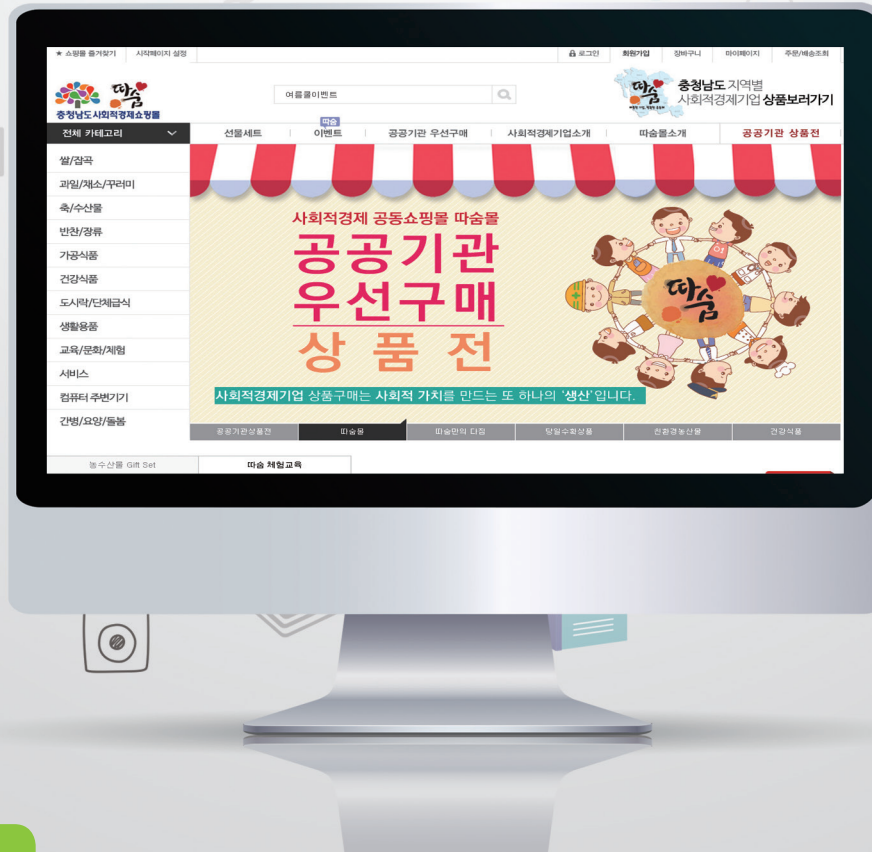 ★ 쇼핑몰 즐겨찾기 시작페이지 설정 로그인 회원가입 장바구니 마이페이지 주문/배송조회
따숨
충청남도사회적경제쇼핑몰
여름쿨이벤트
따숨
충청남도 지역별
사회적경제기업 상품보러가기
따숨
전체 카테고리 선물세트 이벤트 공공기관 우선구매 사회적경제기업소개 따숨몰소개 공공기관 상품전
쌀/잡곡
과일/채소/꾸러미
축/수산물
반찬/장류
가공식품
건강식품
도시락/단체급식
생활용품
교육/문화/체험
서비스
컴퓨터 주변기기
간병/요양/돌봄
사회적경제 공동쇼핑몰 따숨몰
공공기관
우선구매
상품전
따숨
사회적경제기업 상품구매는 사회적 가치를 만드는 또 하나의 '생산'입니다.
공공기관상품전 따숨몰 따숨만의 다짐 당일수확상품 친환경농산물 건강식품
농수산물 Gift Set 따숨 체험교육